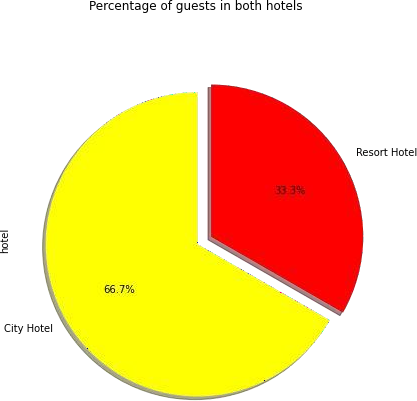 Percentage of guests in both hotels
Resort Hotel
33.3%
hotel
66.7%
City Hotel